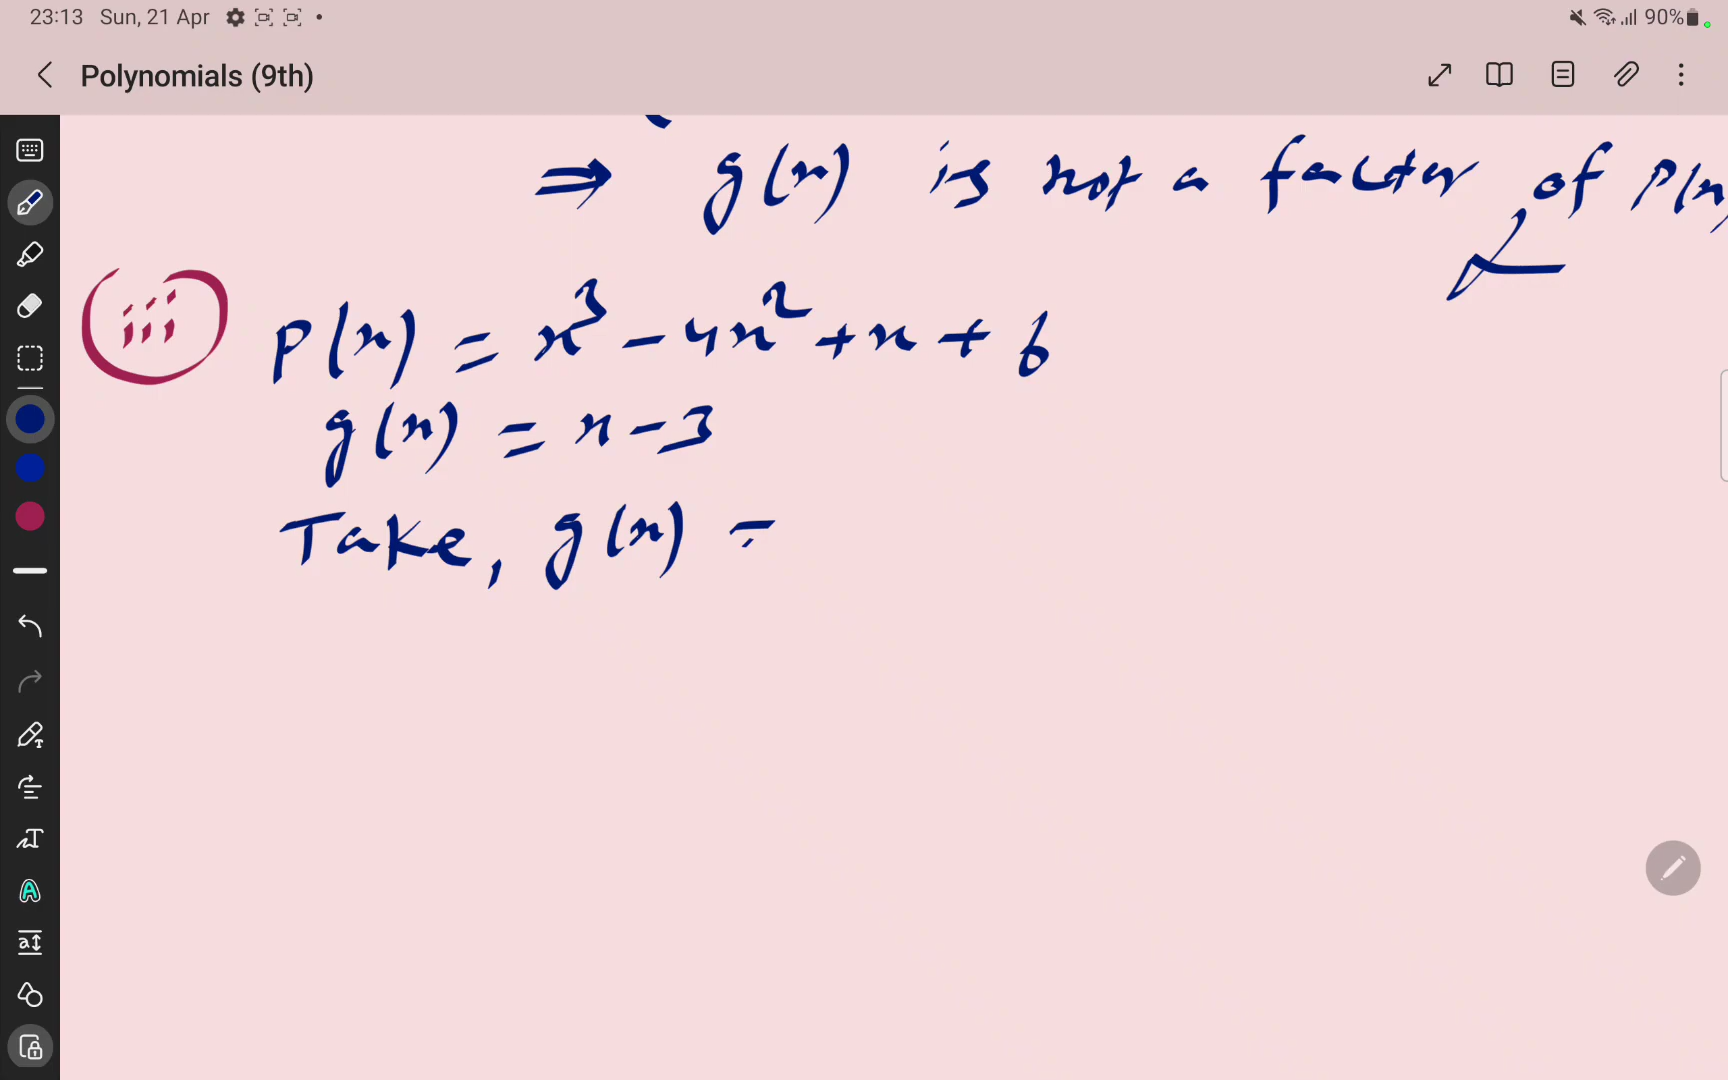 23:13 Sun, 21 Apr
90%
Polynomials (9th)
⇒ g(x) is not a factor of P(x)
iii
P(x) = x³ - 4x² + x + 6
g(x) = x - 3
Take, g(x) =